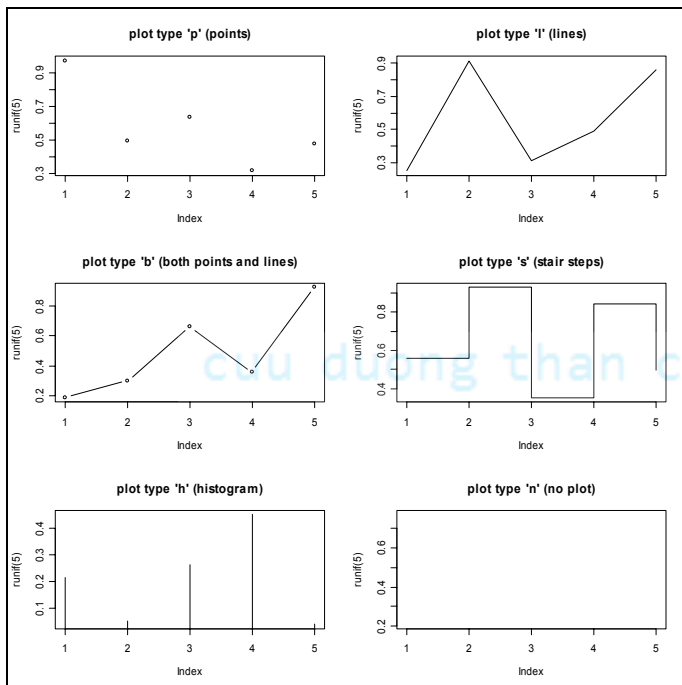 plot type 'p' (points)
runif(5)
0.3 0.5 0.7 0.9
1 2 3 4 5
Index
plot type 'l' (lines)
runif(5)
0.3 0.5 0.7 0.9
1 2 3 4 5
Index
plot type 'b' (both points and lines)
runif(5)
0.2 0.4 0.6 0.8
1 2 3 4 5
Index
plot type 's' (stair steps)
runif(5)
0.4 0.6 0.8
1 2 3 4 5
Index
cuu duong than c
plot type 'h' (histogram)
runif(5)
0.1 0.2 0.3 0.4
1 2 3 4 5
Index
plot type 'n' (no plot)
runif(5)
0.2 0.4 0.6
1 2 3 4 5
Index